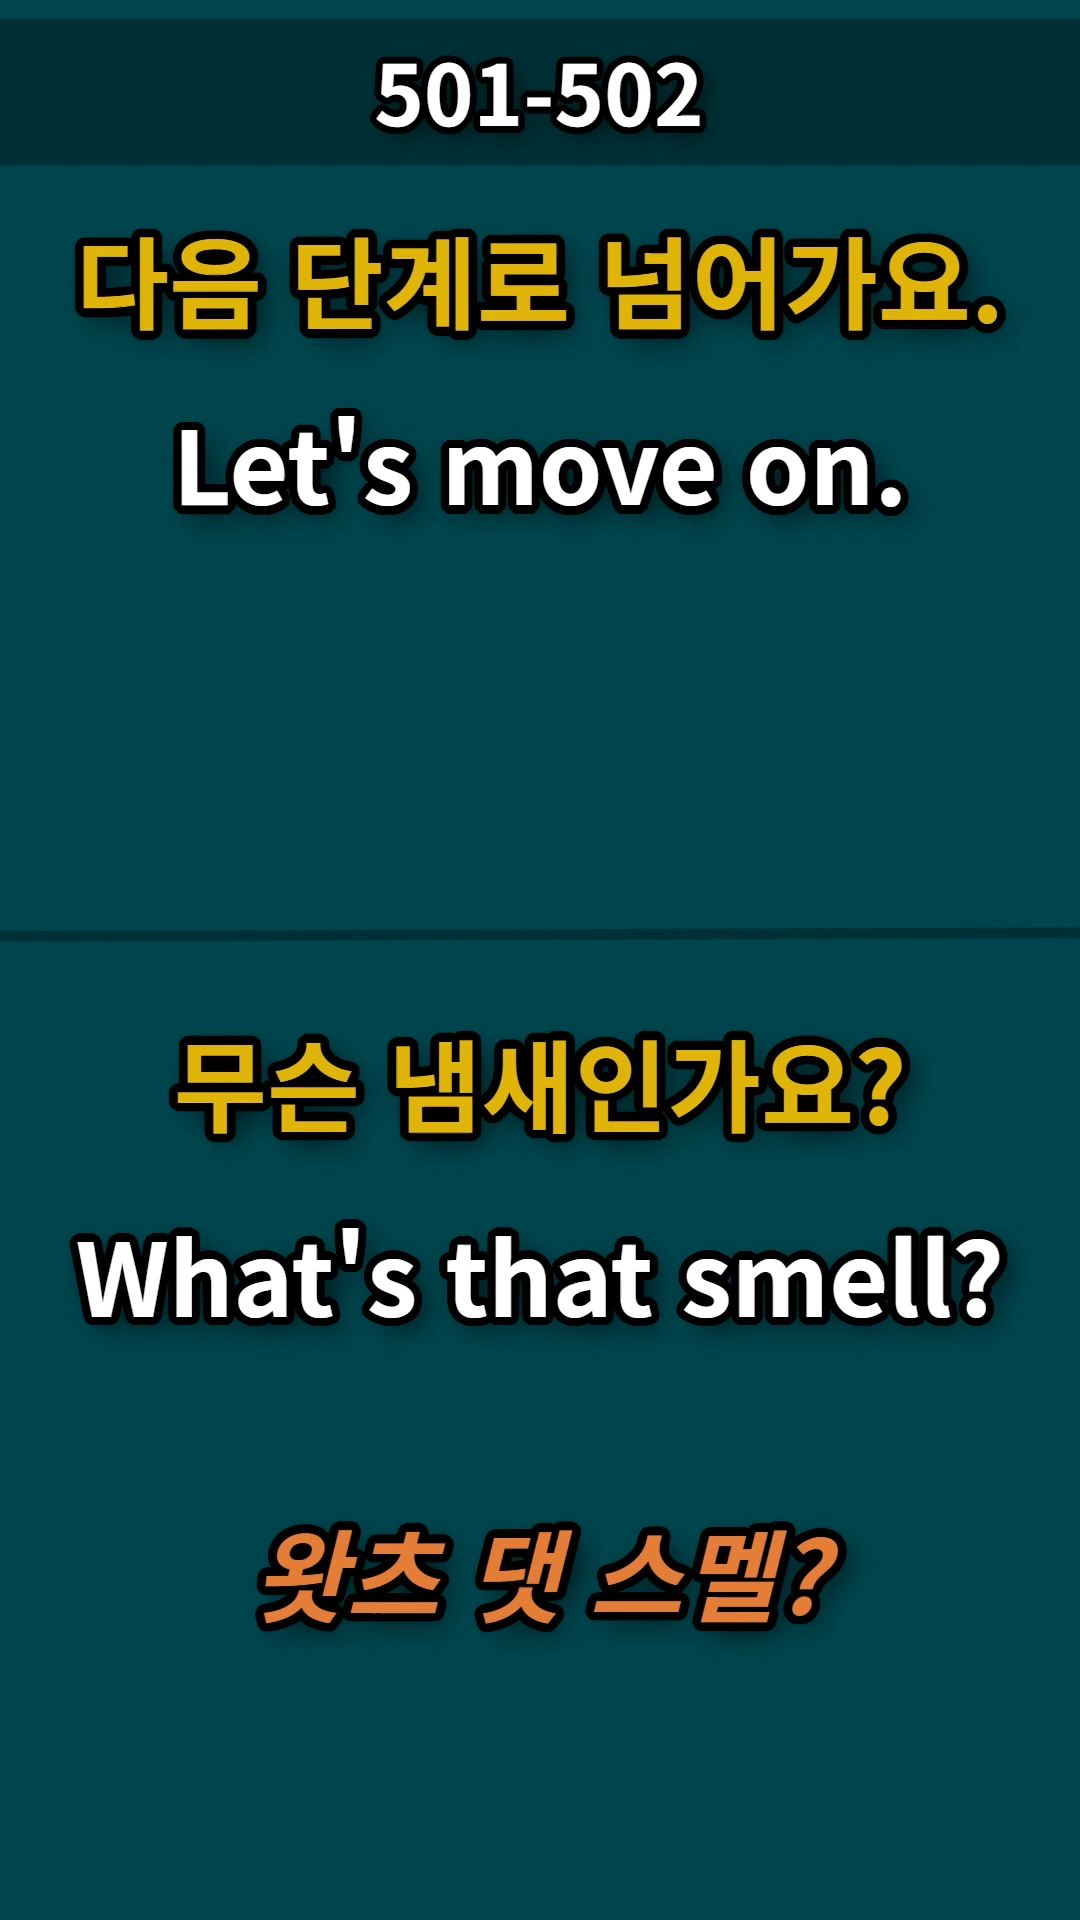 501-502
다음 단계로 넘어가요.
Let's move on.
무슨 냄새인가요?
What's that smell?
왓츠 댓 스멜?